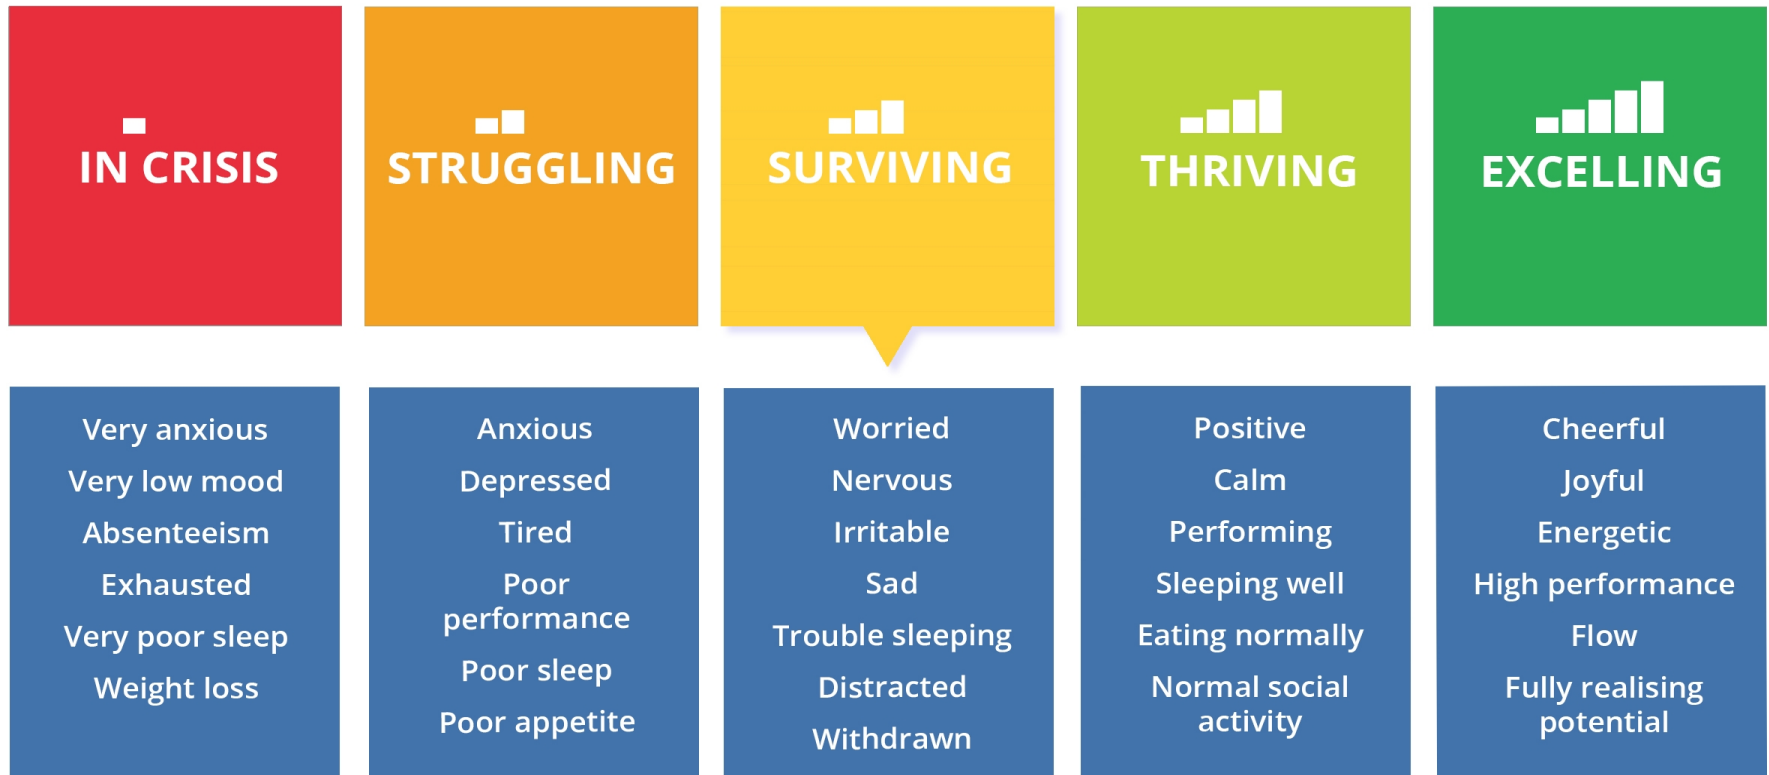 IN CRISIS
STRUGGLING
SURVIVING
THRIVING
EXCELLING
Very anxious
Very low mood
Absenteeism
Exhausted
Very poor sleep
Weight loss
Anxious
Depressed
Tired
Poor
performance
Poor sleep
Poor appetite
Worried
Nervous
Irritable
Sad
Trouble sleeping
Distracted
Withdrawn
Positive
Calm
Performing
Sleeping well
Eating normally
Normal social
activity
Cheerful
Joyful
Energetic
High performance
Flow
Fully realising
potential